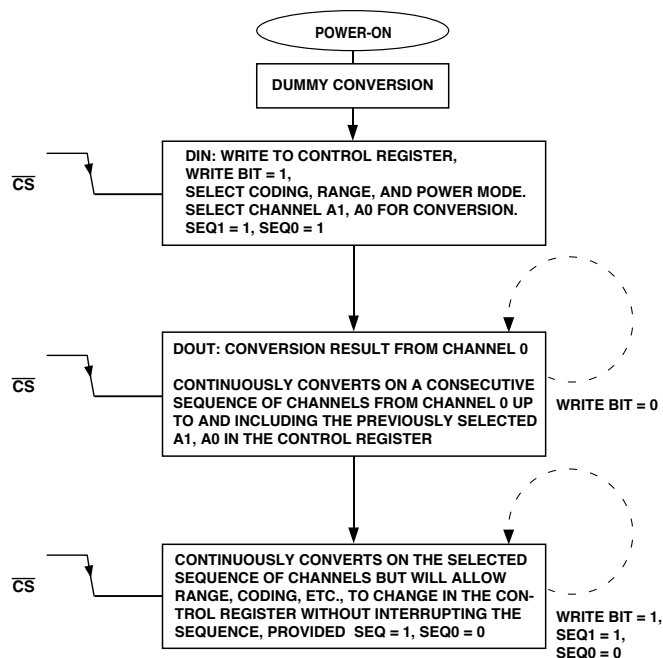 POWER-ON
DUMMY CONVERSION
CS
DIN: WRITE TO CONTROL REGISTER,
WRITE BIT = 1,
SELECT CODING, RANGE, AND POWER MODE.
SELECT CHANNEL A1, A0 FOR CONVERSION.
SEQ1 = 1, SEQ0 = 1
CS
DOUT: CONVERSION RESULT FROM CHANNEL 0
CONTINUOUSLY CONVERTS ON A CONSECUTIVE
SEQUENCE OF CHANNELS FROM CHANNEL 0 UP
TO AND INCLUDING THE PREVIOUSLY SELECTED
A1, A0 IN THE CONTROL REGISTER
WRITE BIT = 0
CS
CONTINUOUSLY CONVERTS ON THE SELECTED
SEQUENCE OF CHANNELS BUT WILL ALLOW
RANGE, CODING, ETC., TO CHANGE IN THE CON-
TROL REGISTER WITHOUT INTERRUPTING THE
SEQUENCE, PROVIDED SEQ = 1, SEQ0 = 0
WRITE BIT = 1,
SEQ1 = 1,
SEQ0 = 0